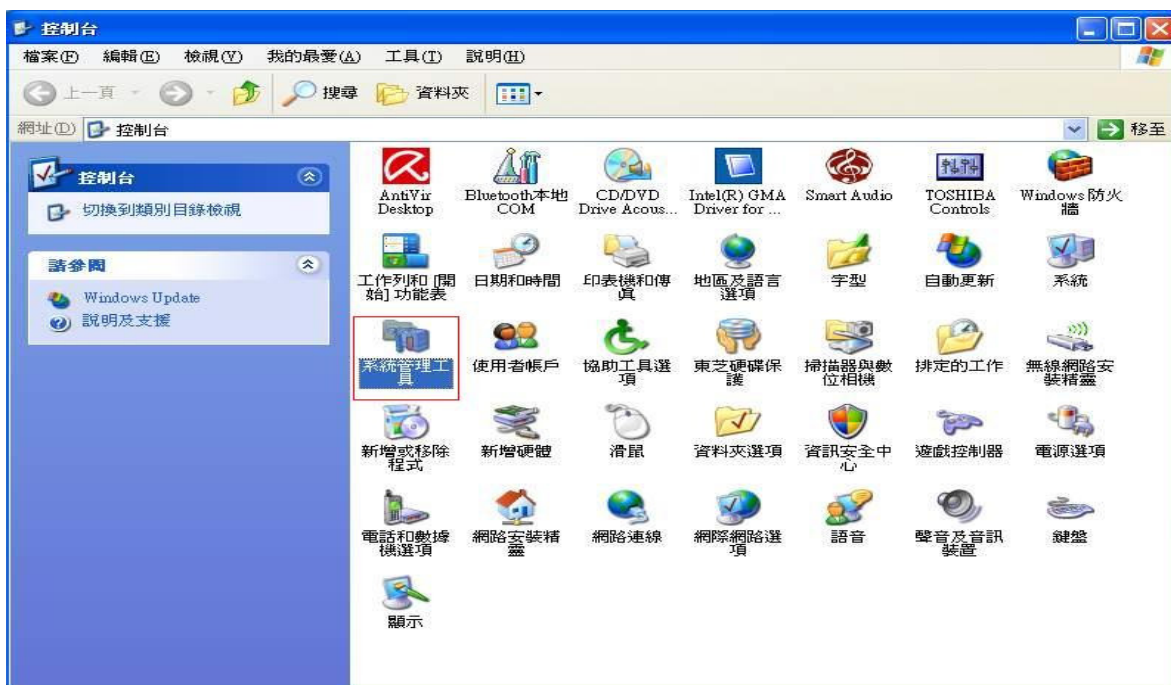 控制台
檔案(F) 編輯(E) 檢視(V) 我的最愛(A) 工具(T) 說明(H)
上一頁 搜尋 資料夾
網址(D) 控制台 移至
控制台
切換到類別目錄檢視
請參閱
Windows Update
說明及支援
AntiVir Bluetooth本地 CD/DVD Intel(R) GMA Smart Audio TOSHIBA Windows 防火
Desktop COM Drive Acous... Driver for ... Controls 牆
工作列和 [開 日期和時間 印表機和傳 地區及語言 字型 自動更新 系統
始] 功能表 真 選項
系統管理工 使用者帳戶 協助工具選 東芝硬碟保 掃描器與數 排定的工作 無線網路安
具 項 護 位相機 裝精靈
新增或移除 新增硬體 滑鼠 資料夾選項 資訊安全中 遊戲控制器 電源選項
程式 心
電話和數據 網路安裝精 網路連線 網際網路選 語音 聲音及音訊 鍵盤
機選項 靈 項 裝置
顯示